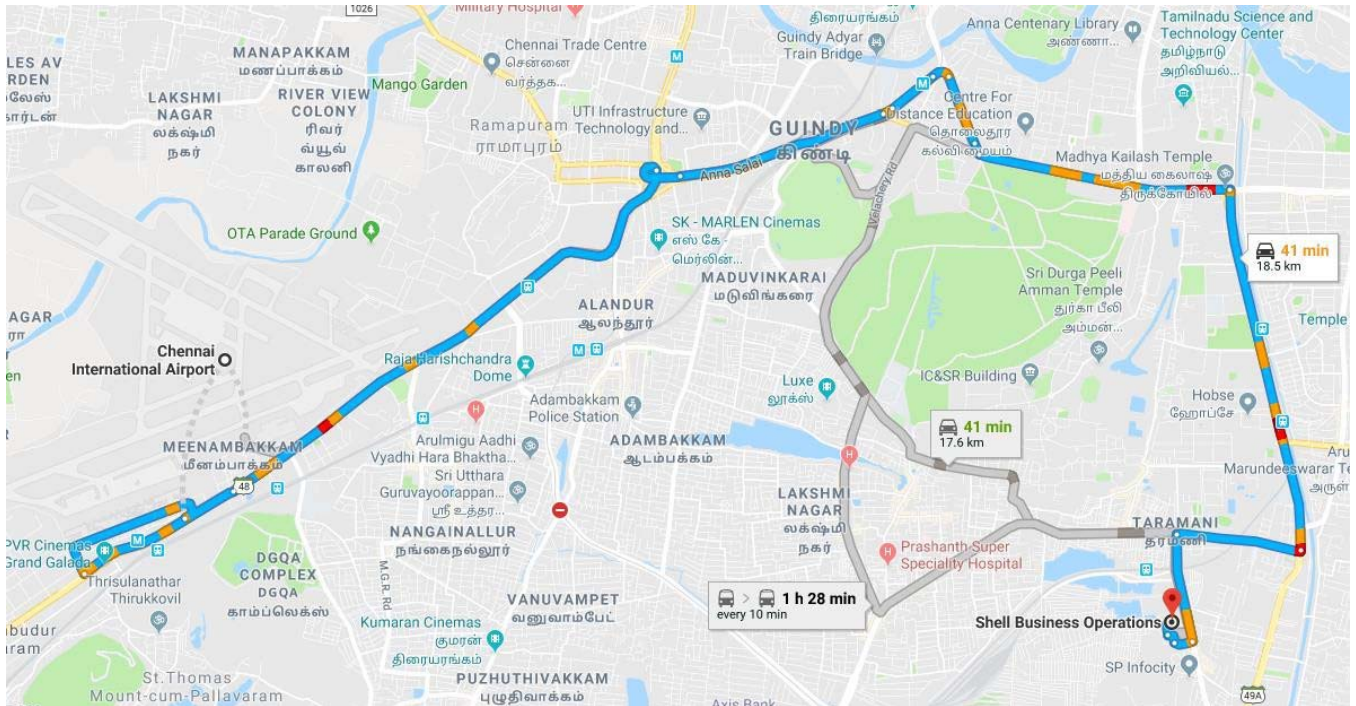 1026
Military Hospital
திரையரங்கம்
Anna Centenary Library
அண்ணா...
Tamilnadu Science and
Technology Center
தமிழ்நாடு
அறிவியல்...
MANAPAKKAM
மணப்பாக்கம்
Chennai Trade Centre
சென்னை
வர்த்தக...
Guindy Adyar
Train Bridge
LES AV
RDEN
Mango Garden
LAKSHMI
NAGAR
லக்ஷ்மி
நகர்
RIVER VIEW
COLONY
ரிவர்
வ்யூவ்
காலனி
UTI Infrastructure
Technology and...
Ramapuram
ராமாபுரம்
GUINDY
கிண்டி
Centre For
Distance Education
தொலைதூர
கல்வி மையம்
Anna Salai
Velachery Rd
Madhya Kailash Temple
மத்திய கைலாஷ்
திருக்கோயில்
OTA Parade Ground
SK - MARLEN Cinemas
எஸ் கே -
மெர்லின்...
41 min
18.5 km
MADUVINKARAI
மடுவிங்கரை
Sri Durga Peeli
Amman Temple
துர்கா பீலி
அம்மன்...
ALANDUR
ஆலந்தூர்
AGAR
Temple
Chennai
International Airport
Raja Harishchandra
Dome
Luxe
லூக்ஸ்
IC&SR Building
Hobse
ஹோப்சே
Adambakkam
Police Station
41 min
17.6 km
MEENAMBAKKAM
மீனம்பாக்கம்
Arulmigu Aadhi
Vyadhi Hara Bhaktha...
ADAMBAKKAM
ஆடம்பக்கம்
Marundeeswarar Te
அருள்
Sri Utthara
Guruvayoorappan...
ஸ்ரீ உத்தர...
48
LAKSHMI
NAGAR
லக்ஷ்மி
நகர்
PVR Cinemas
Grand Galada
NANGAINALLUR
நங்கைநல்லூர்
TARAMANI
தரமணி
Prashanth Super
Speciality Hospital
DGQA
COMPLEX
DGQA
காம்ப்லெக்ஸ்
Thrisulanathar
Thirukkovil
M.G.R. Rd
VANUVAMPET
வனுவாம்பேட்
1 h 28 min
every 10 min
Kumaran Cinemas
குமரன்
திரையரங்கம்
Shell Business Operations
SP Infocity
St.Thomas
Mount-cum-Pallavaram
PUZHUTHIVAKKAM
புழுதிவாக்கம்
Axis Bank
49A